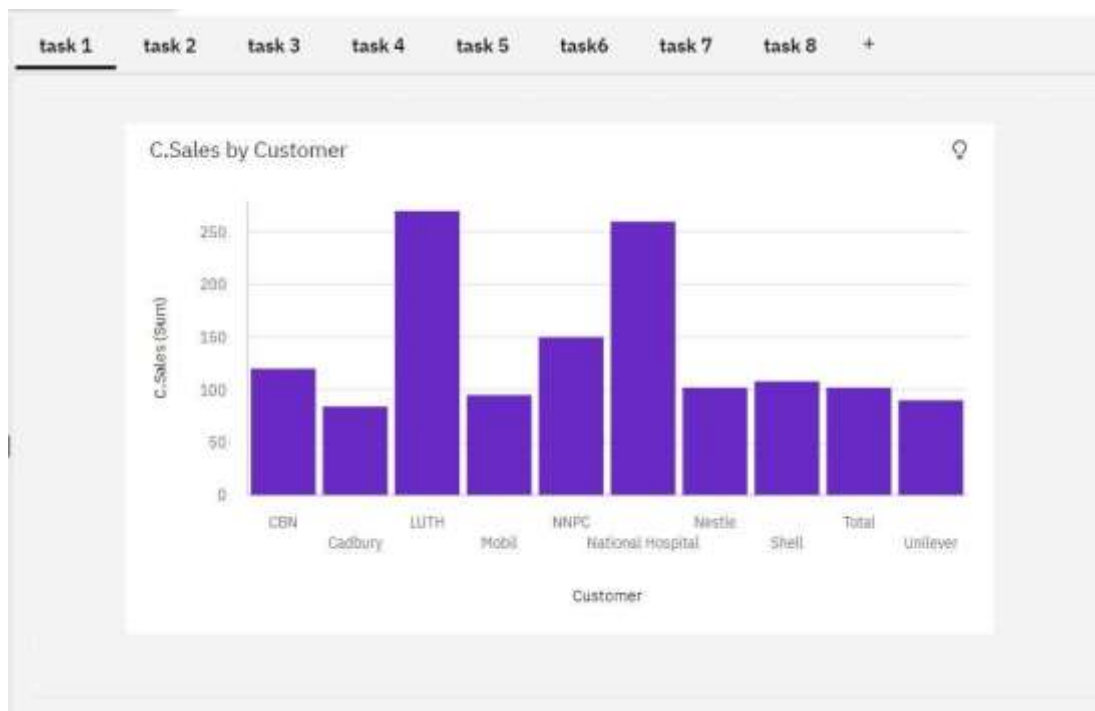 task 1 task 2 task 3 task 4 task 5 task6 task 7 task 8 +
C.Sales by Customer
250
200
150
100
50
0
C.Sales (Sum)
CBN LUTH NNPC Nestle Total
Cadbury Mobil National Hospital Shell Unilever
Customer